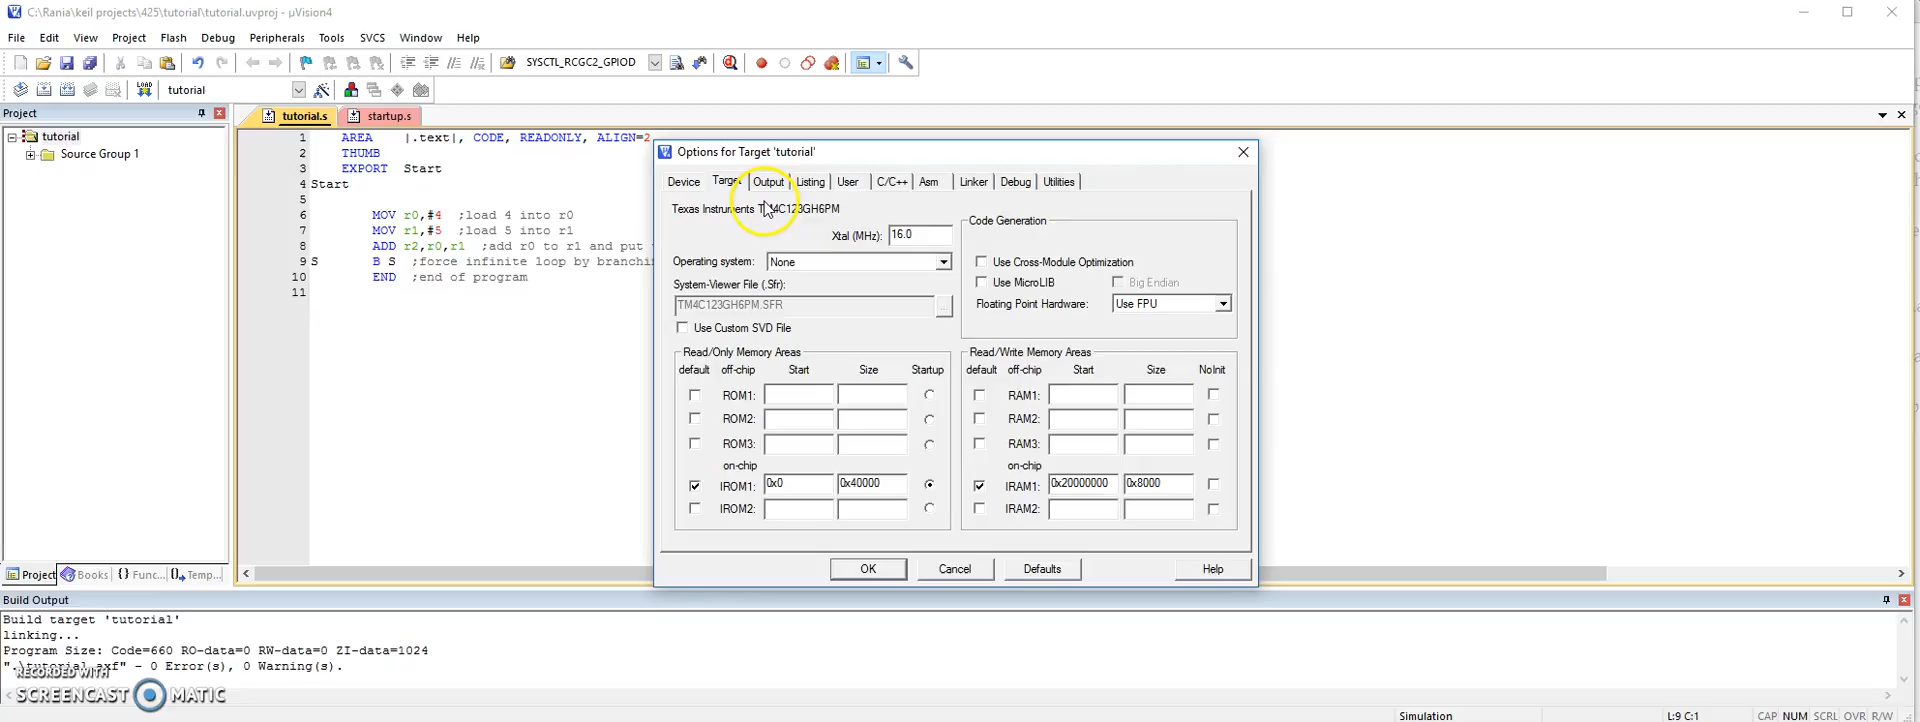 C:\Rania\keil projects\425\tutorial\tutorial.uvproj - µVision4
File Edit View Project Flash Debug Peripherals Tools SVCS Window Help
SYSCTL_RCGC2_GPIOD
LOAD tutorial
Project
tutorial.s startup.s
tutorial
Source Group 1
1 AREA |.text|, CODE, READONLY, ALIGN=2
2 THUMB
3 EXPORT Start
4 Start
5
6 MOV r0,#4 ;load 4 into r0
7 MOV r1,#5 ;load 5 into r1
8 ADD r2,r0,r1 ;add r0 to r1 and put
9 S B S ;force infinite loop by branchin
10 END ;end of program
11
Options for Target 'tutorial'
Device Target Output Listing User C/C++ Asm Linker Debug Utilities
Texas Instruments TM4C123GH6PM
Xtal (MHz): 16.0
Operating system: None
System-Viewer File (.Sfr):
TM4C123GH6PM.SFR
...
Use Custom SVD File
Code Generation
Use Cross-Module Optimization
Use MicroLIB Big Endian
Floating Point Hardware: Use FPU
Read/Only Memory Areas
default off-chip Start Size Startup
ROM1:
ROM2:
ROM3:
on-chip
IROM1: 0x0 0x40000
IROM2:
Read/Write Memory Areas
default off-chip Start Size NoInit
RAM1:
RAM2:
RAM3:
on-chip
IRAM1: 0x20000000 0x8000
IRAM2:
OK Cancel Defaults Help
Project Books {} Func... Temp...
Build Output
Build target 'tutorial'
linking...
Program Size: Code=660 RO-data=0 RW-data=0 ZI-data=1024
".\tutorial.axf" - 0 Error(s), 0 Warning(s).
RECORDED WITH
SCREENCAST MATIC
Simulation L:9 C:1 CAP NUM SCRL OVR R/W